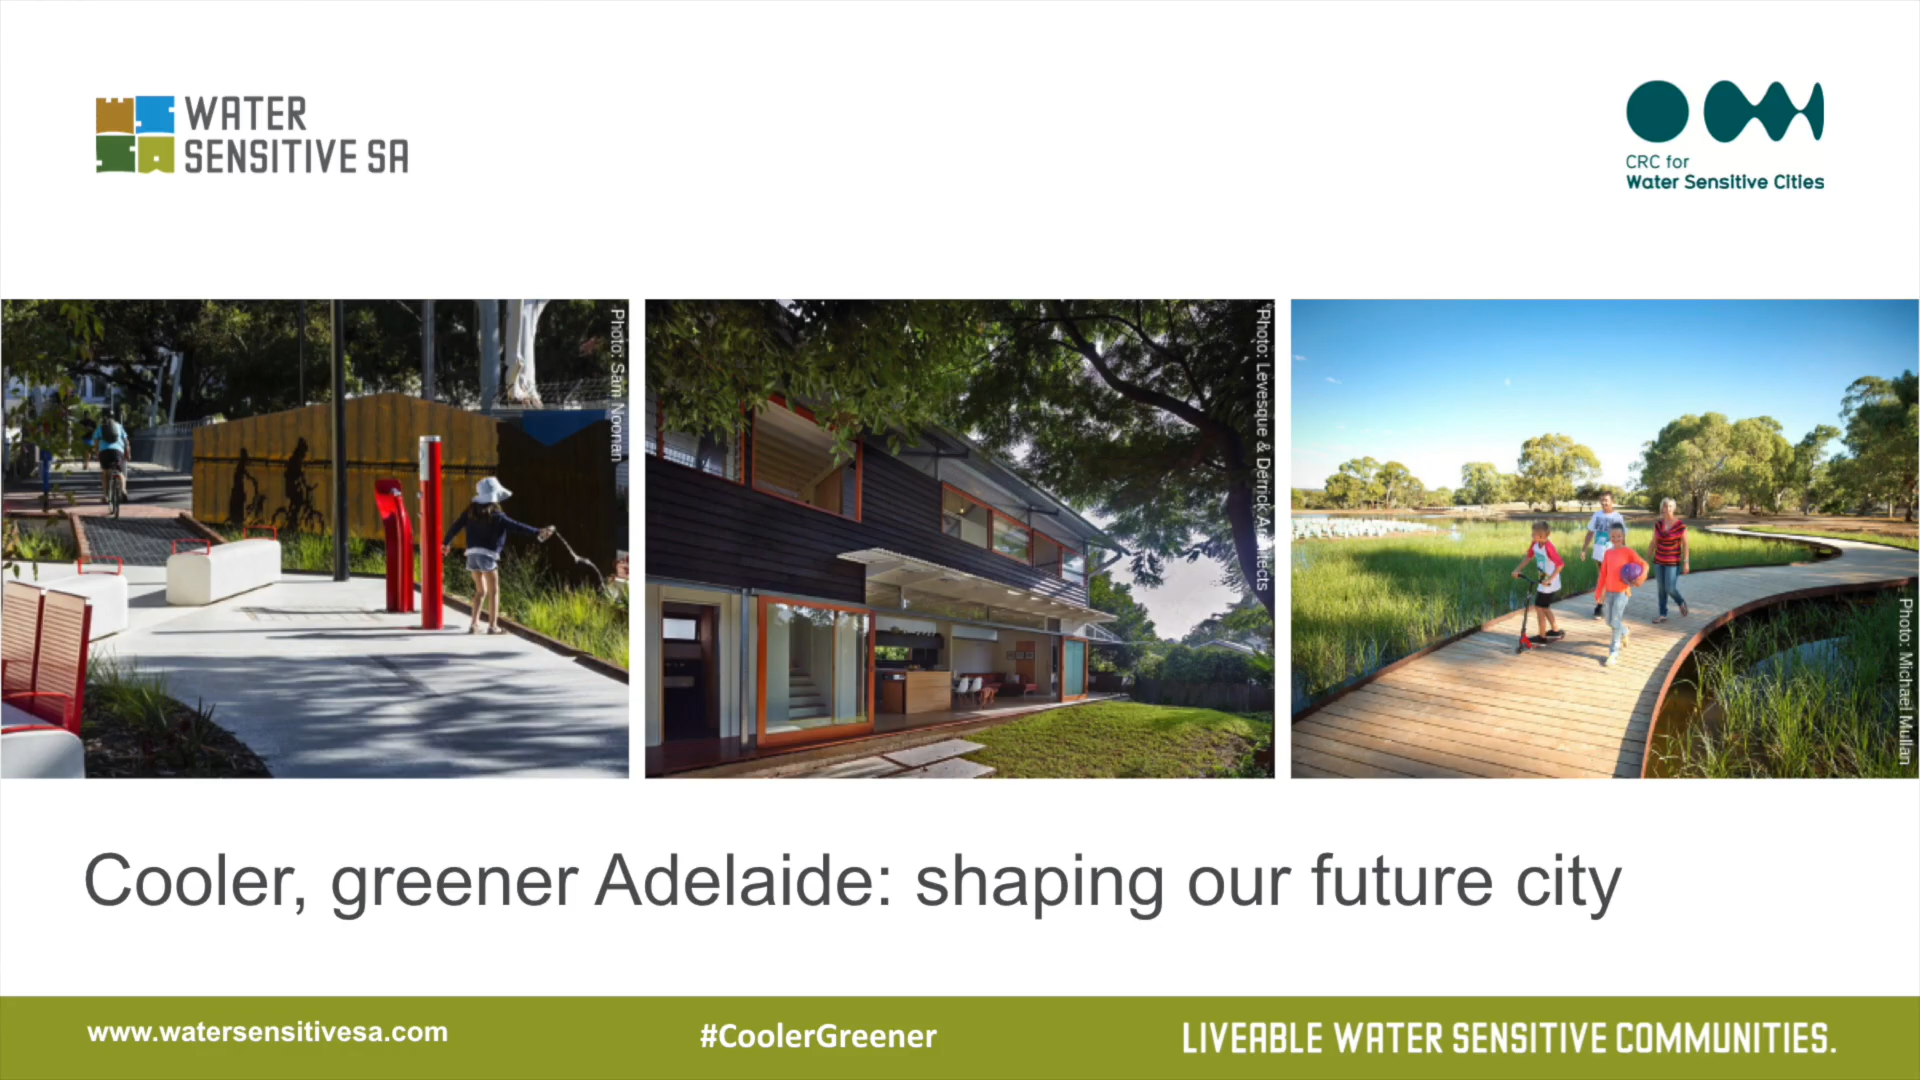 WATER
SENSITIVE SA
CRC for
Water Sensitive Cities
Photo: Sam Noonan
Photo: Levesque & Derrick Architects
Photo: Michael Mullan
Cooler, greener Adelaide: shaping our future city
www.watersensitivesa.com
#CoolerGreener
LIVEABLE WATER SENSITIVE COMMUNITIES.